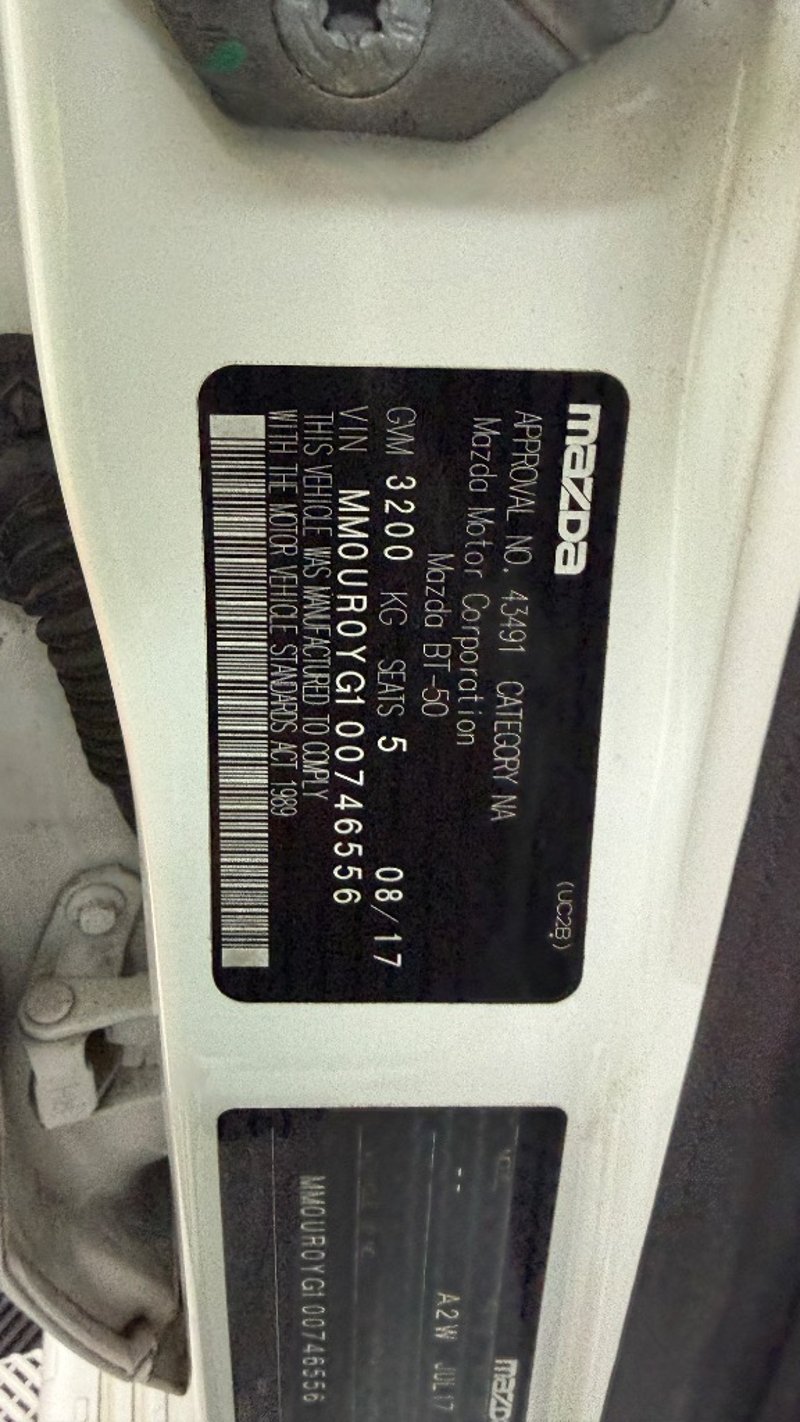 mazda
(UC2B)
APPROVAL NO. 43491 CATEGORY NA
Mazda Motor Corporation
Mazda BT-50
GVM 3200 KG SEATS 5 08/17
VIN MM0UR0YG100746556
THIS VEHICLE WAS MANUFACTURED TO COMPLY
WITH THE MOTOR VEHICLE STANDARDS ACT 1989
mazda
-- A2W JUL17
MM0UR0YG100746556